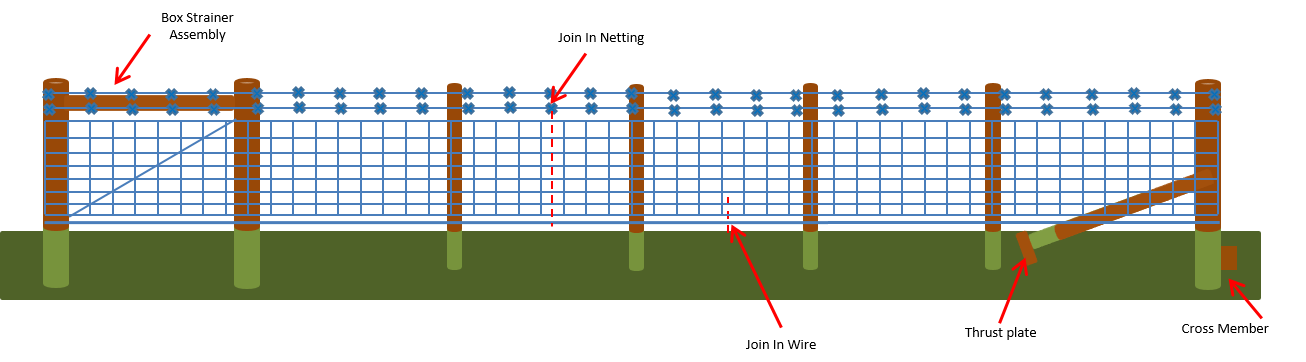 Box Strainer
Assembly
Join In Netting
Join In Wire
Thrust plate
Cross Member